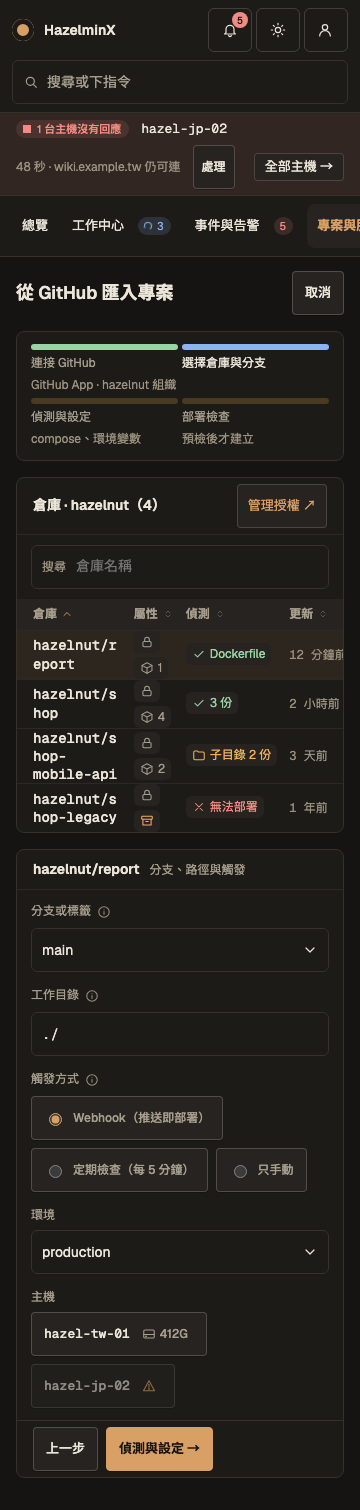 HazelminX
5
搜尋或下指令
1 台主機沒有回應 hazel-jp-02
48 秒 · wiki.example.tw 仍可連 處理 全部主機 →
總覽 工作中心 3 事件與告警 5
從 GitHub 匯入專案 取消
連接 GitHub 選擇倉庫與分支
GitHub App · hazelnut 組織
偵測與設定 部署檢查
compose、環境變數 預檢後才建立
倉庫 · hazelnut（4） 管理授權 ↗
搜尋 倉庫名稱
倉庫 屬性 偵測 更新
hazelnut/r
eport 1 Dockerfile 12 分鐘前
hazelnut/s
hop 4 3 份 2 小時前
hazelnut/s
hop-
mobile-api 2 子目錄 2 份 3 天前
hazelnut/s
hop-legacy 無法部署 1 年前
hazelnut/report 分支、路徑與觸發
分支或標籤
main
工作目錄
./
觸發方式
Webhook（推送即部署）
定期檢查（每 5 分鐘） 只手動
環境
production
主機
hazel-tw-01 412G
hazel-jp-02
上一步 偵測與設定 →